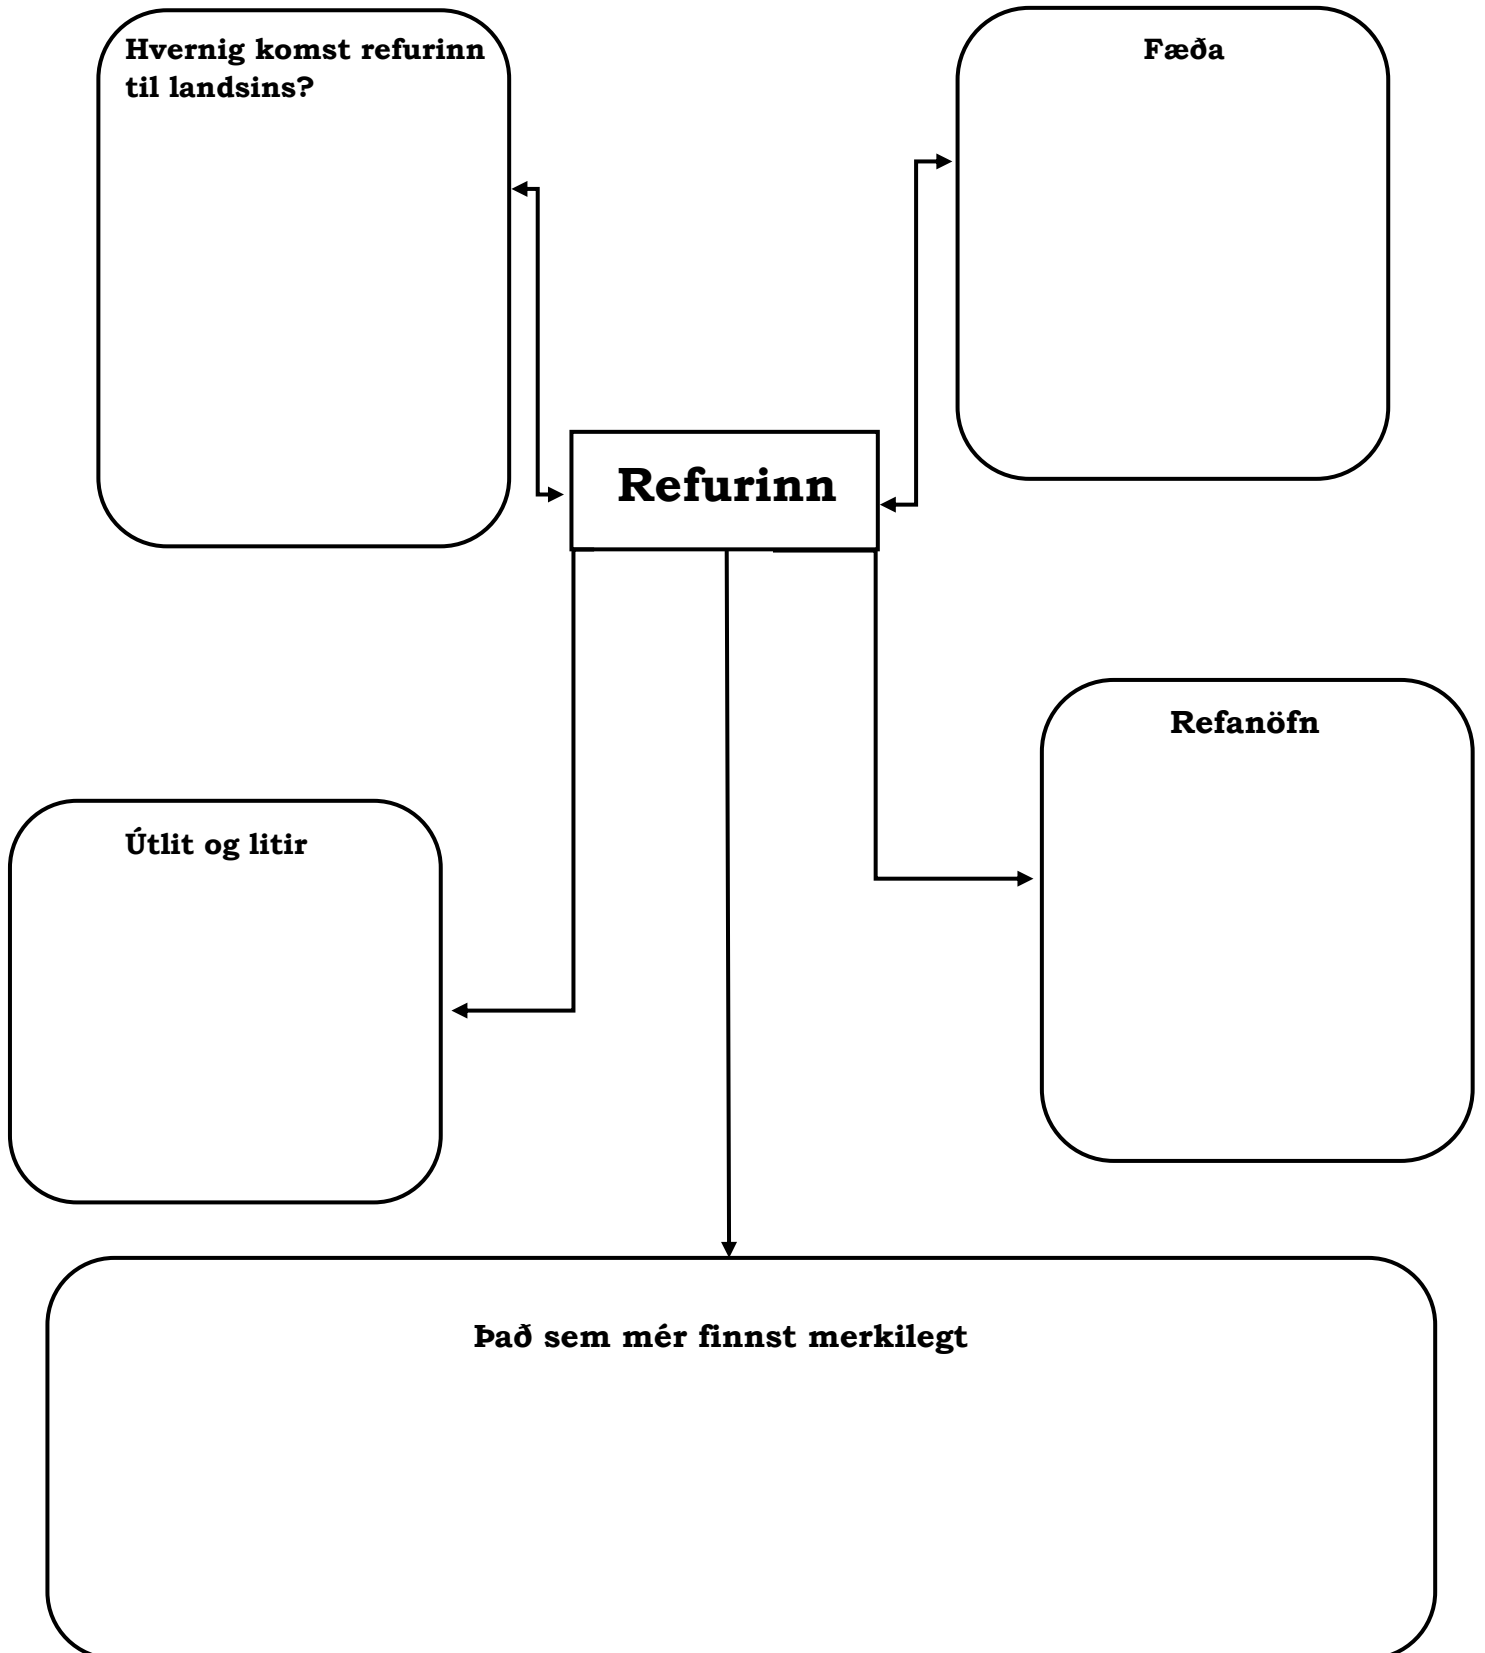 Hvernig komst refurinn
til landsins?
Fæða
Refurinn
Refanöfn
Útlit og litir
Það sem mér finnst merkilegt